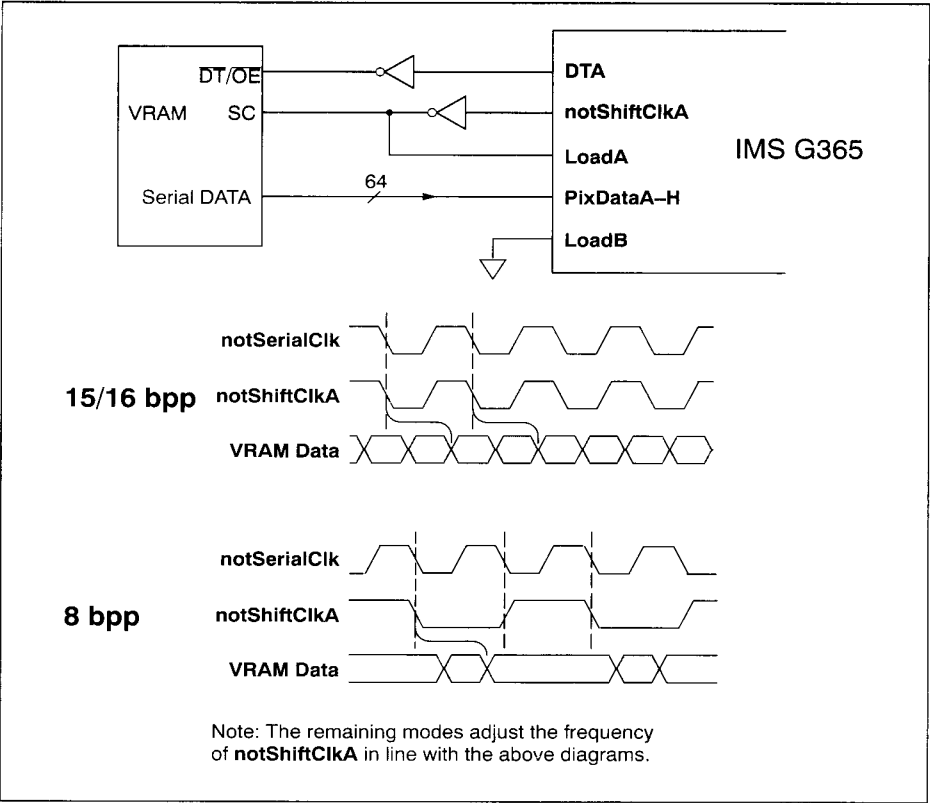 DT/OE
DTA
VRAM SC
notShiftClkA
IMS G365
LoadA
64
Serial DATA
PixDataA–H
LoadB
notSerialClk
15/16 bpp notShiftClkA
VRAM Data
notSerialClk
8 bpp notShiftClkA
VRAM Data
Note: The remaining modes adjust the frequency
of notShiftClkA in line with the above diagrams.